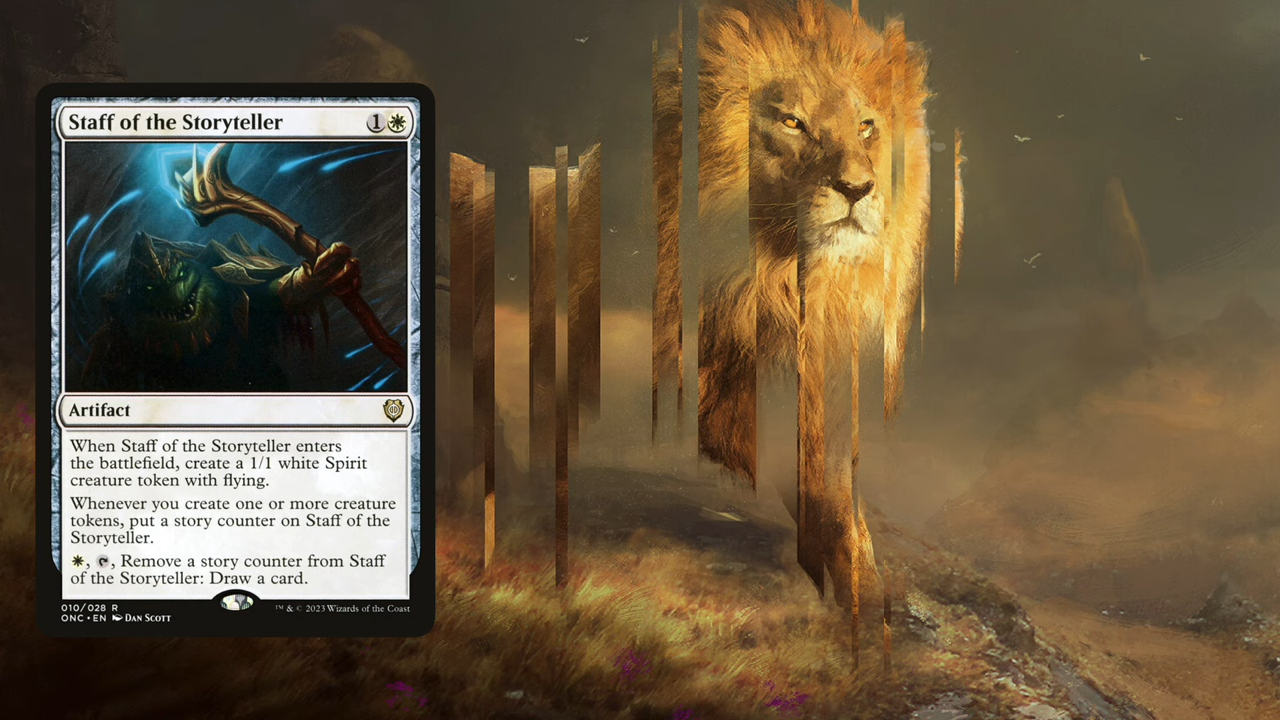 Staff of the Storyteller 1
Artifact
When Staff of the Storyteller enters
the battlefield, create a 1/1 white Spirit
creature token with flying.
Whenever you create one or more creature
tokens, put a story counter on Staff of the
Storyteller.
, , Remove a story counter from Staff
of the Storyteller: Draw a card.
010/028 R
ONC • EN DAN SCOTT
™ & © 2023 Wizards of the Coast